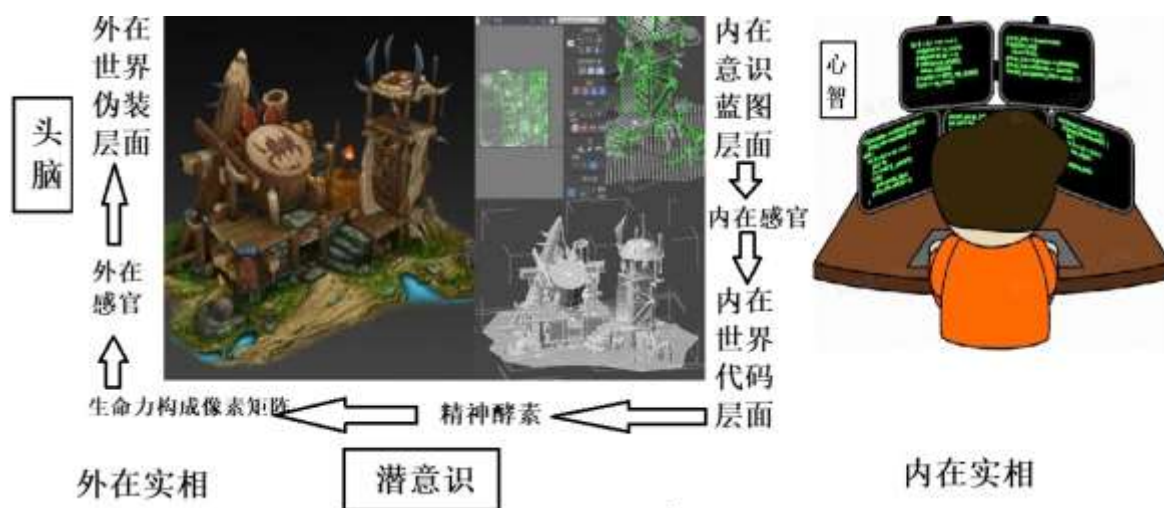 外在
世界
伪装
层面
头脑
外在
感官
生命力构成像素矩阵
精神酵素
内在
意识
蓝图
层面
内在感官
内在
世界
代码
层面
心智
外在实相
潜意识
内在实相